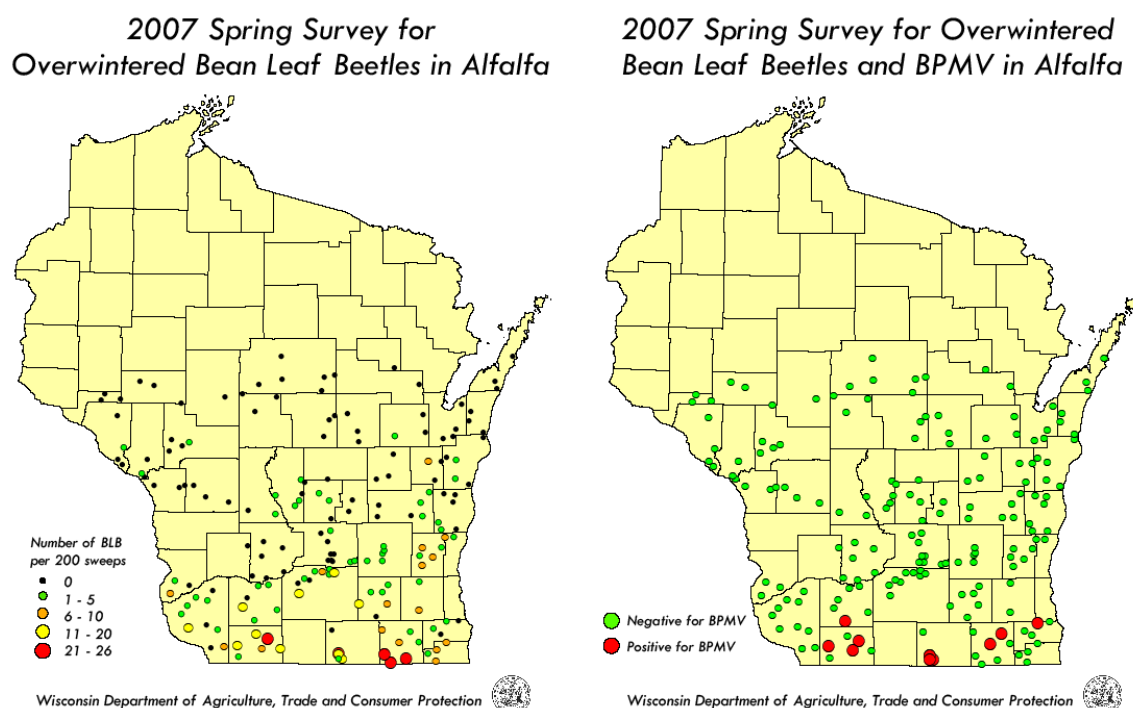 2007 Spring Survey for
Overwintered Bean Leaf Beetles in Alfalfa
Number of BLB
per 200 sweeps
0
1 - 5
6 - 10
11 - 20
21 - 26
Wisconsin Department of Agriculture, Trade and Consumer Protection
2007 Spring Survey for Overwintered
Bean Leaf Beetles and BPMV in Alfalfa
Negative for BPMV
Positive for BPMV
Wisconsin Department of Agriculture, Trade and Consumer Protection